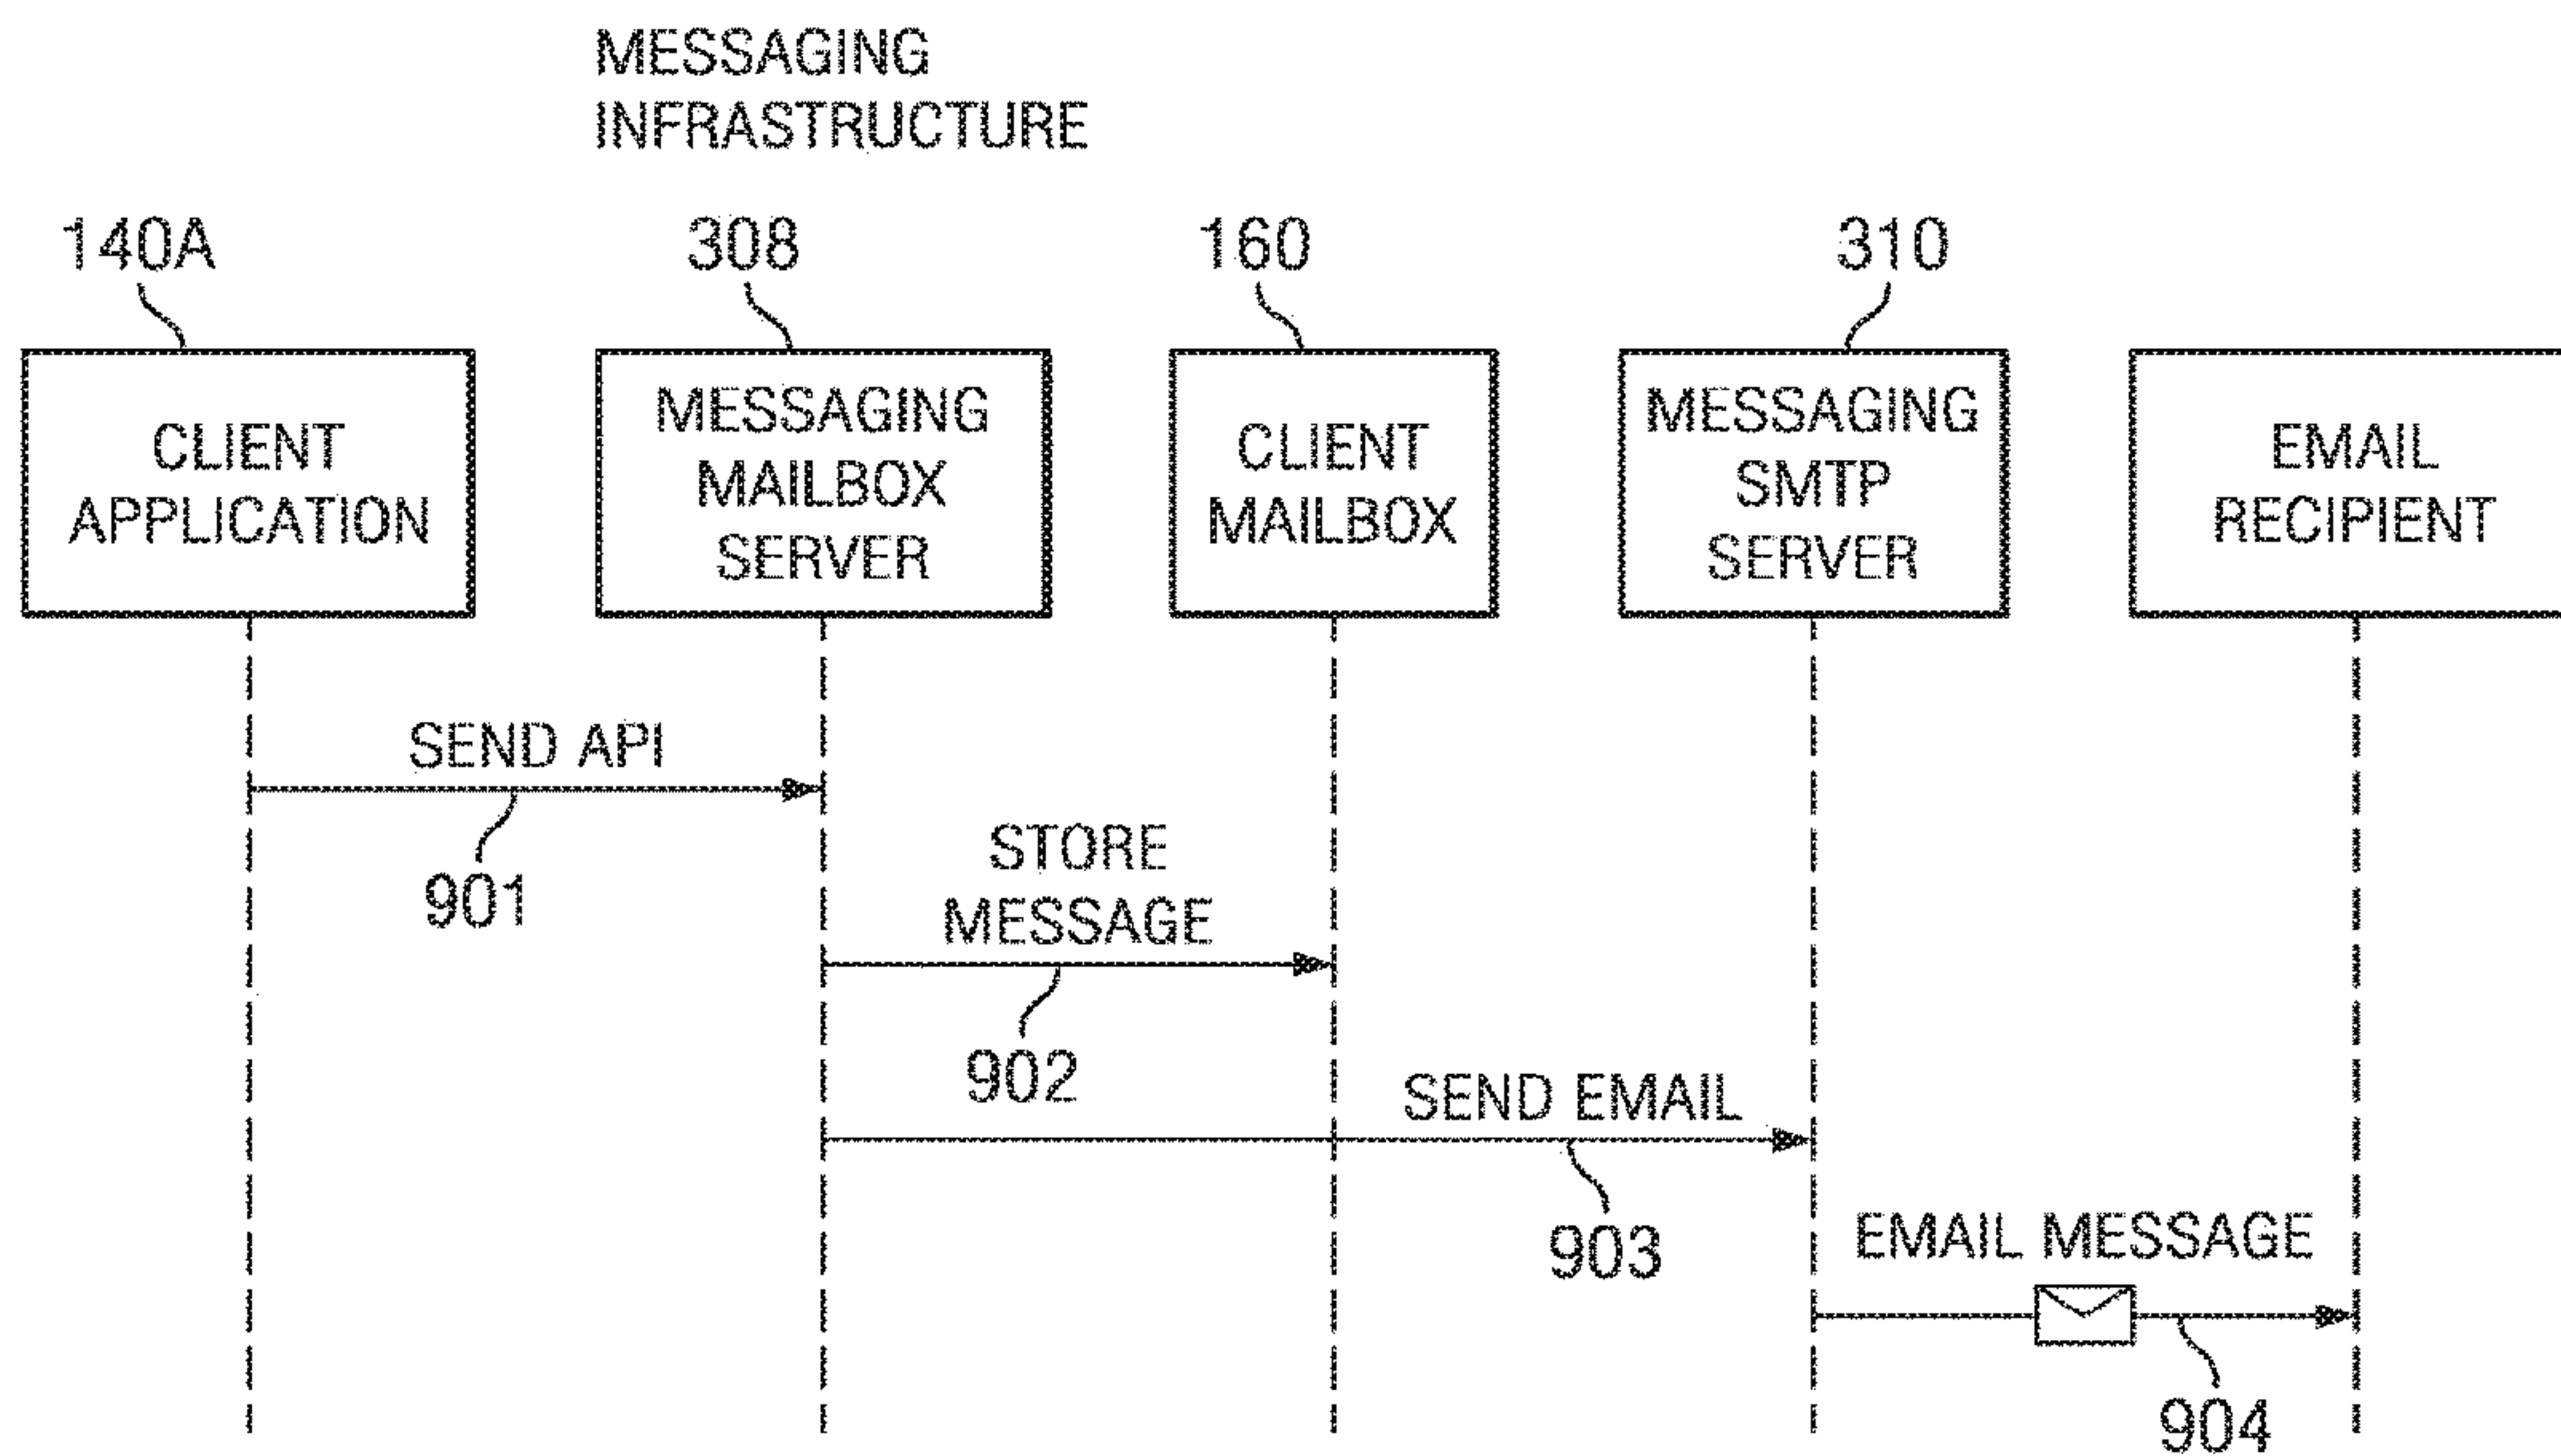 MESSAGING
INFRASTRUCTURE
140A
308
160
310
CLIENT
APPLICATION
MESSAGING
MAILBOX
SERVER
CLIENT
MAILBOX
MESSAGING
SMTP
SERVER
EMAIL
RECIPIENT
SEND API
901
STORE
MESSAGE
902
SEND EMAIL
903
EMAIL MESSAGE
904